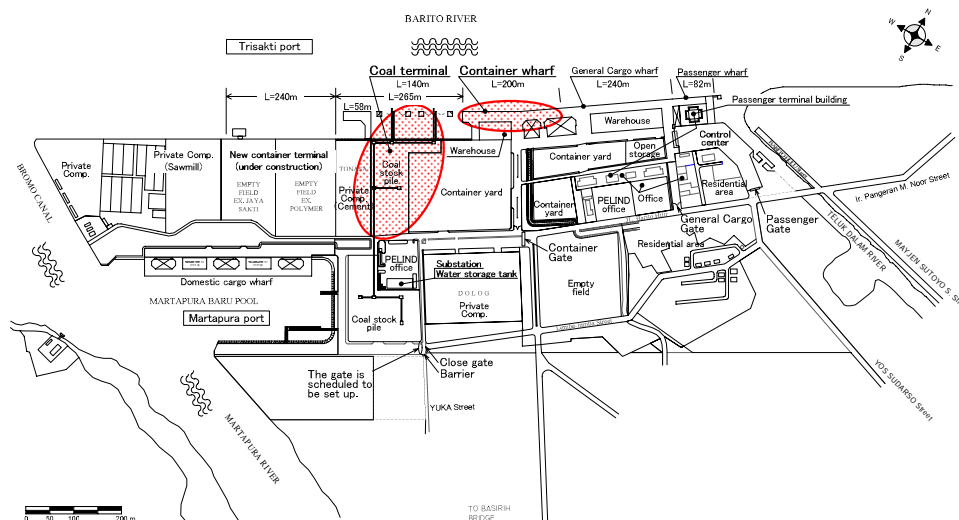 BARITO RIVER
Trisakti port
N
W
E
S
Coal terminal
L=140m
Container wharf
L=200m
General Cargo wharf
L=240m
Passenger wharf
L=82m
L=240m
L=265m
L=58m
Passenger terminal building
Warehouse
Warehouse
Control
center
Open
storage
Container yard
Private
Comp.
Private Comp.
(Sawmill)
New container terminal
(under construction)
EMPTY
FIELD
EX. JAYA
SAKTI
EMPTY
FIELD
EX.
POLYMER
Private
Comp.
Cement
Coal
stock
pile
Container yard
Container
yard
PELIND
office
Office
Residential
area
Ir. Pangeran M. Noor Street
BROMO CANAL
General Cargo
Gate
Passenger
Gate
TELUK DALAM RIVER
MAYJEN SUTOYO S. St
Container
Gate
Residential area
PELIND
office
Substation
Water storage tank
DOLOG
Private
Comp.
Empty
field
Domestic cargo wharf
MARTAPURA BARU POOL
Martapura port
Coal stock
pile
Close gate
Barrier
The gate is
scheduled to
be set up.
YUKA Street
YOS SUDARSO Street
MARTAPURA RIVER
TO BASIRIH
BRIDGE
0 50 100 200 m